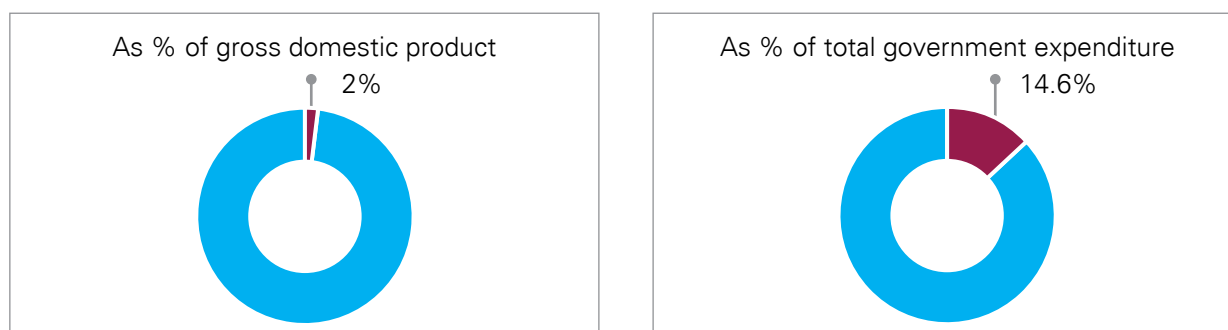 As % of gross domestic product
2%
As % of total government expenditure
14.6%